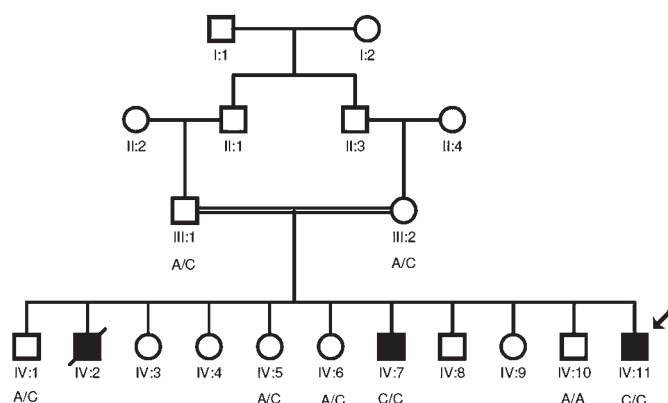 I:1 I:2
II:2 II:1 II:3 II:4
III:1 III:2
A/C A/C
IV:1 IV:2 IV:3 IV:4 IV:5 IV:6 IV:7 IV:8 IV:9 IV:10 IV:11
A/C A/C A/C C/C A/A C/C